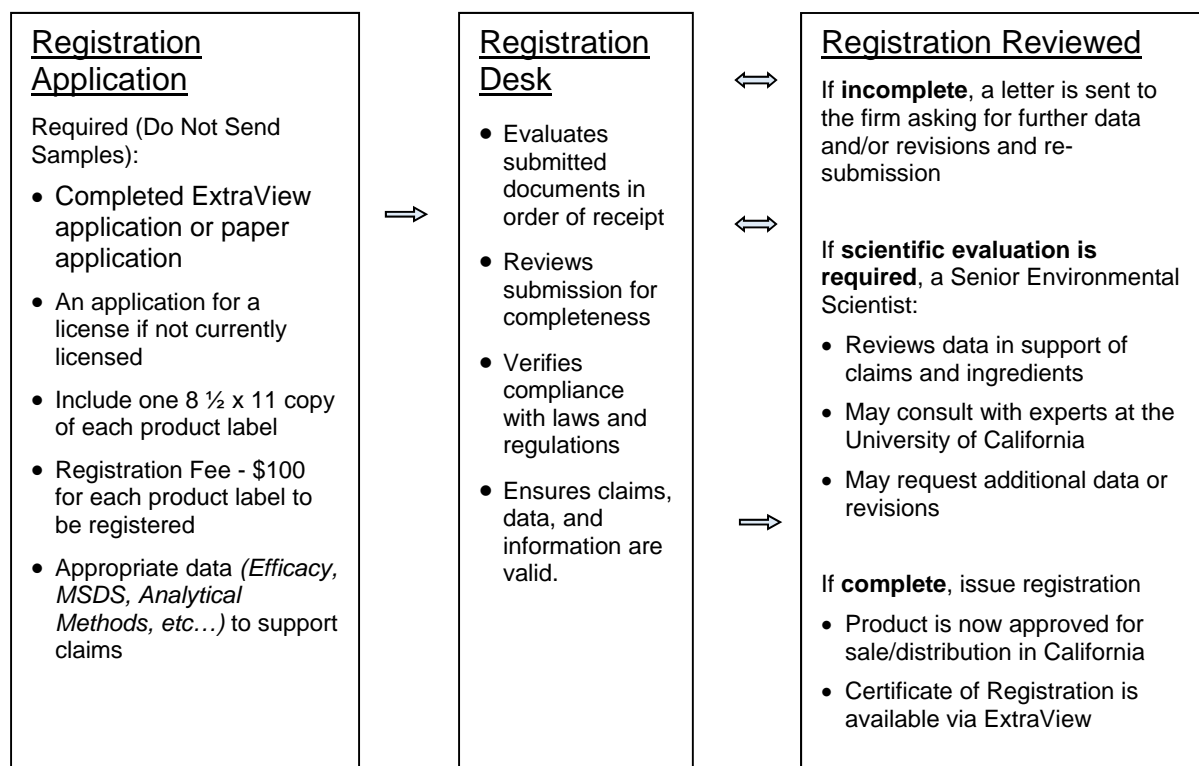 Registration
Application
Required (Do Not Send
Samples):
• Completed ExtraView
application or paper
application
• An application for a
license if not currently
licensed
• Include one 8 ½ x 11 copy
of each product label
• Registration Fee - $100
for each product label to
be registered
• Appropriate data (Efficacy,
MSDS, Analytical
Methods, etc…) to support
claims
Registration
Desk
• Evaluates
submitted
documents in
order of receipt
• Reviews
submission for
completeness
• Verifies
compliance
with laws and
regulations
• Ensures claims,
data, and
information are
valid.
Registration Reviewed
If incomplete, a letter is sent to
the firm asking for further data
and/or revisions and re-
submission
If scientific evaluation is
required, a Senior Environmental
Scientist:
• Reviews data in support of
claims and ingredients
• May consult with experts at the
University of California
• May request additional data or
revisions
If complete, issue registration
• Product is now approved for
sale/distribution in California
• Certificate of Registration is
available via ExtraView